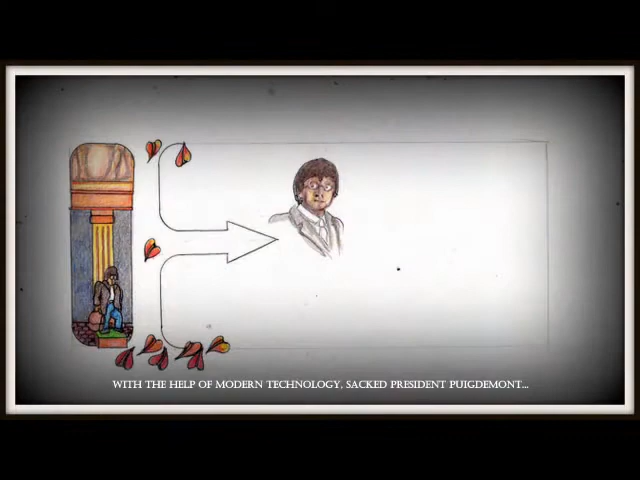 WITH THE HELP OF MODERN TECHNOLOGY, SACKED PRESIDENT PUIGDEMONT...